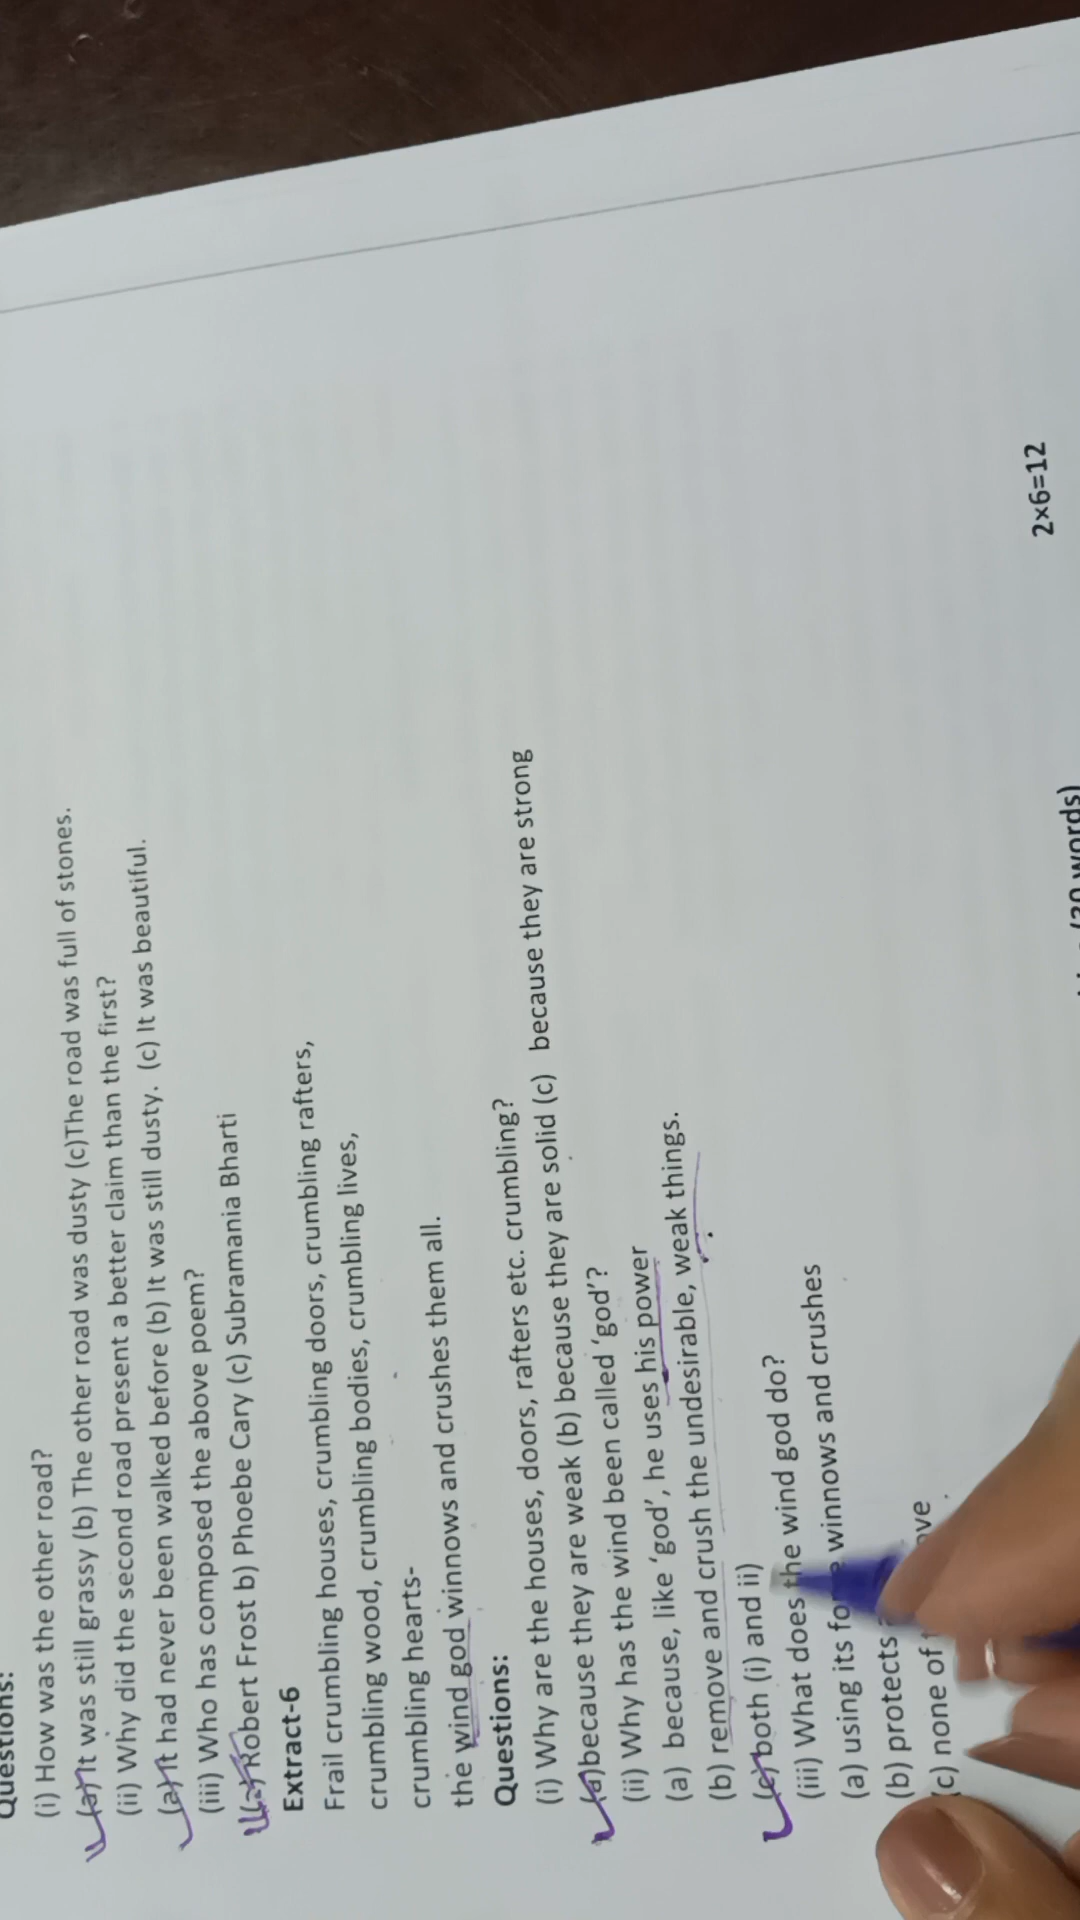 Questions:
(i) How was the other road?
(a) It was still grassy (b) The other road was dusty (c)The road was full of stones.
(ii) Why did the second road present a better claim than the first?
(a) It had never been walked before (b) It was still dusty. (c) It was beautiful.
(iii) Who has composed the above poem?
(a) Robert Frost b) Phoebe Cary (c) Subramania Bharti
Extract-6
Frail crumbling houses, crumbling doors, crumbling rafters,
crumbling wood, crumbling bodies, crumbling lives,
crumbling hearts-
the wind god winnows and crushes them all.
Questions:
(i) Why are the houses, doors, rafters etc. crumbling?
(a)because they are weak (b) because they are solid (c) because they are strong
(ii) Why has the wind been called 'god'?
(a) because, like 'god', he uses his power
(b) remove and crush the undesirable, weak things.
(c) both (i) and ii)
(iii) What does the wind god do?
(a) using its winnows and crushes
(b) protects
(c) none of
2×6=12
(30 words)